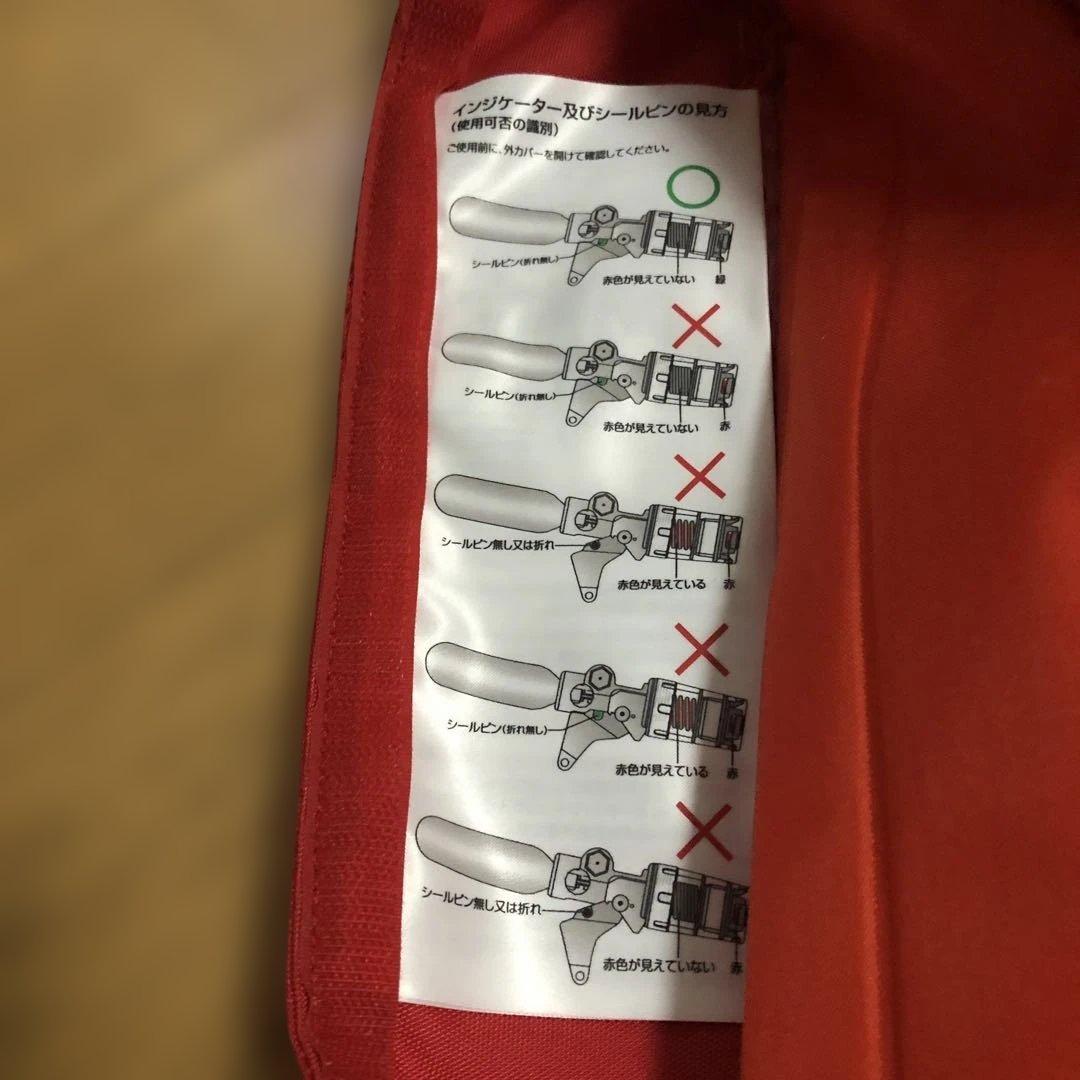 インジケーター及びシールピンの見方
(使用可否の識別)
ご使用前に、外カバーを開けて確認してください。
シールピン(折れ無し)
赤色が見えていない 緑
シールピン(折れ無し)
赤色が見えていない 赤
シールピン無し又は折れ
赤色が見えている 赤
シールピン(折れ無し)
赤色が見えている 赤
シールピン無し又は折れ
赤色が見えていない 赤